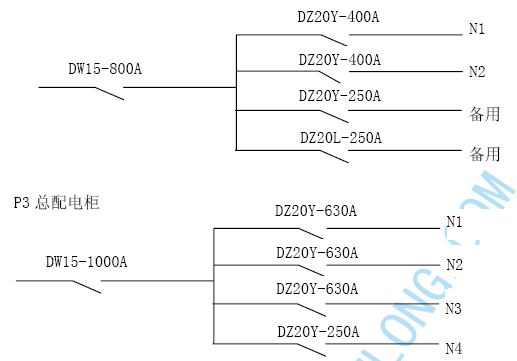 DZ20Y-400A
N1
DW15-800A
DZ20Y-400A
N2
DZ20Y-250A
备用
DZ20L-250A
备用
P3 总配电柜
DZ20Y-630A
N1
DW15-1000A
DZ20Y-630A
N2
DZ20Y-630A
N3
DZ20Y-250A
N4